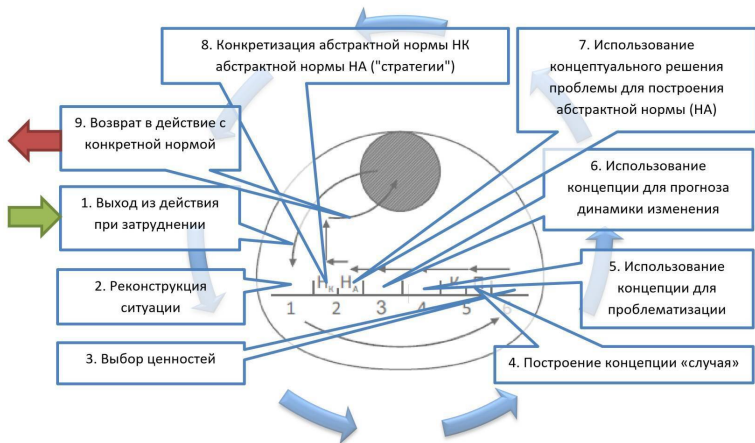 8. Конкретизация абстрактной нормы НК
абстрактной нормы НА ("стратегии")
7. Использование
концептуального решения
проблемы для построения
абстрактной нормы (НА)
9. Возврат в действие с
конкретной нормой
6. Использование
концепции для прогноза
динамики изменения
1. Выход из действия
при затруднении
5. Использование
концепции для
проблематизации
2. Реконструкция
ситуации
НК НА К
1 2 3 4 5 6
3. Выбор ценностей
4. Построение концепции «случая»